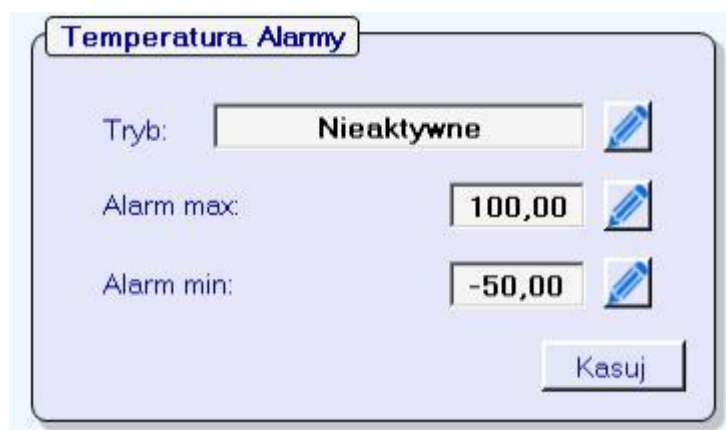 Temperatura. Alarmy
Tryb: Nieaktywne
Alarm max: 100,00
Alarm min: -50,00
Kasuj